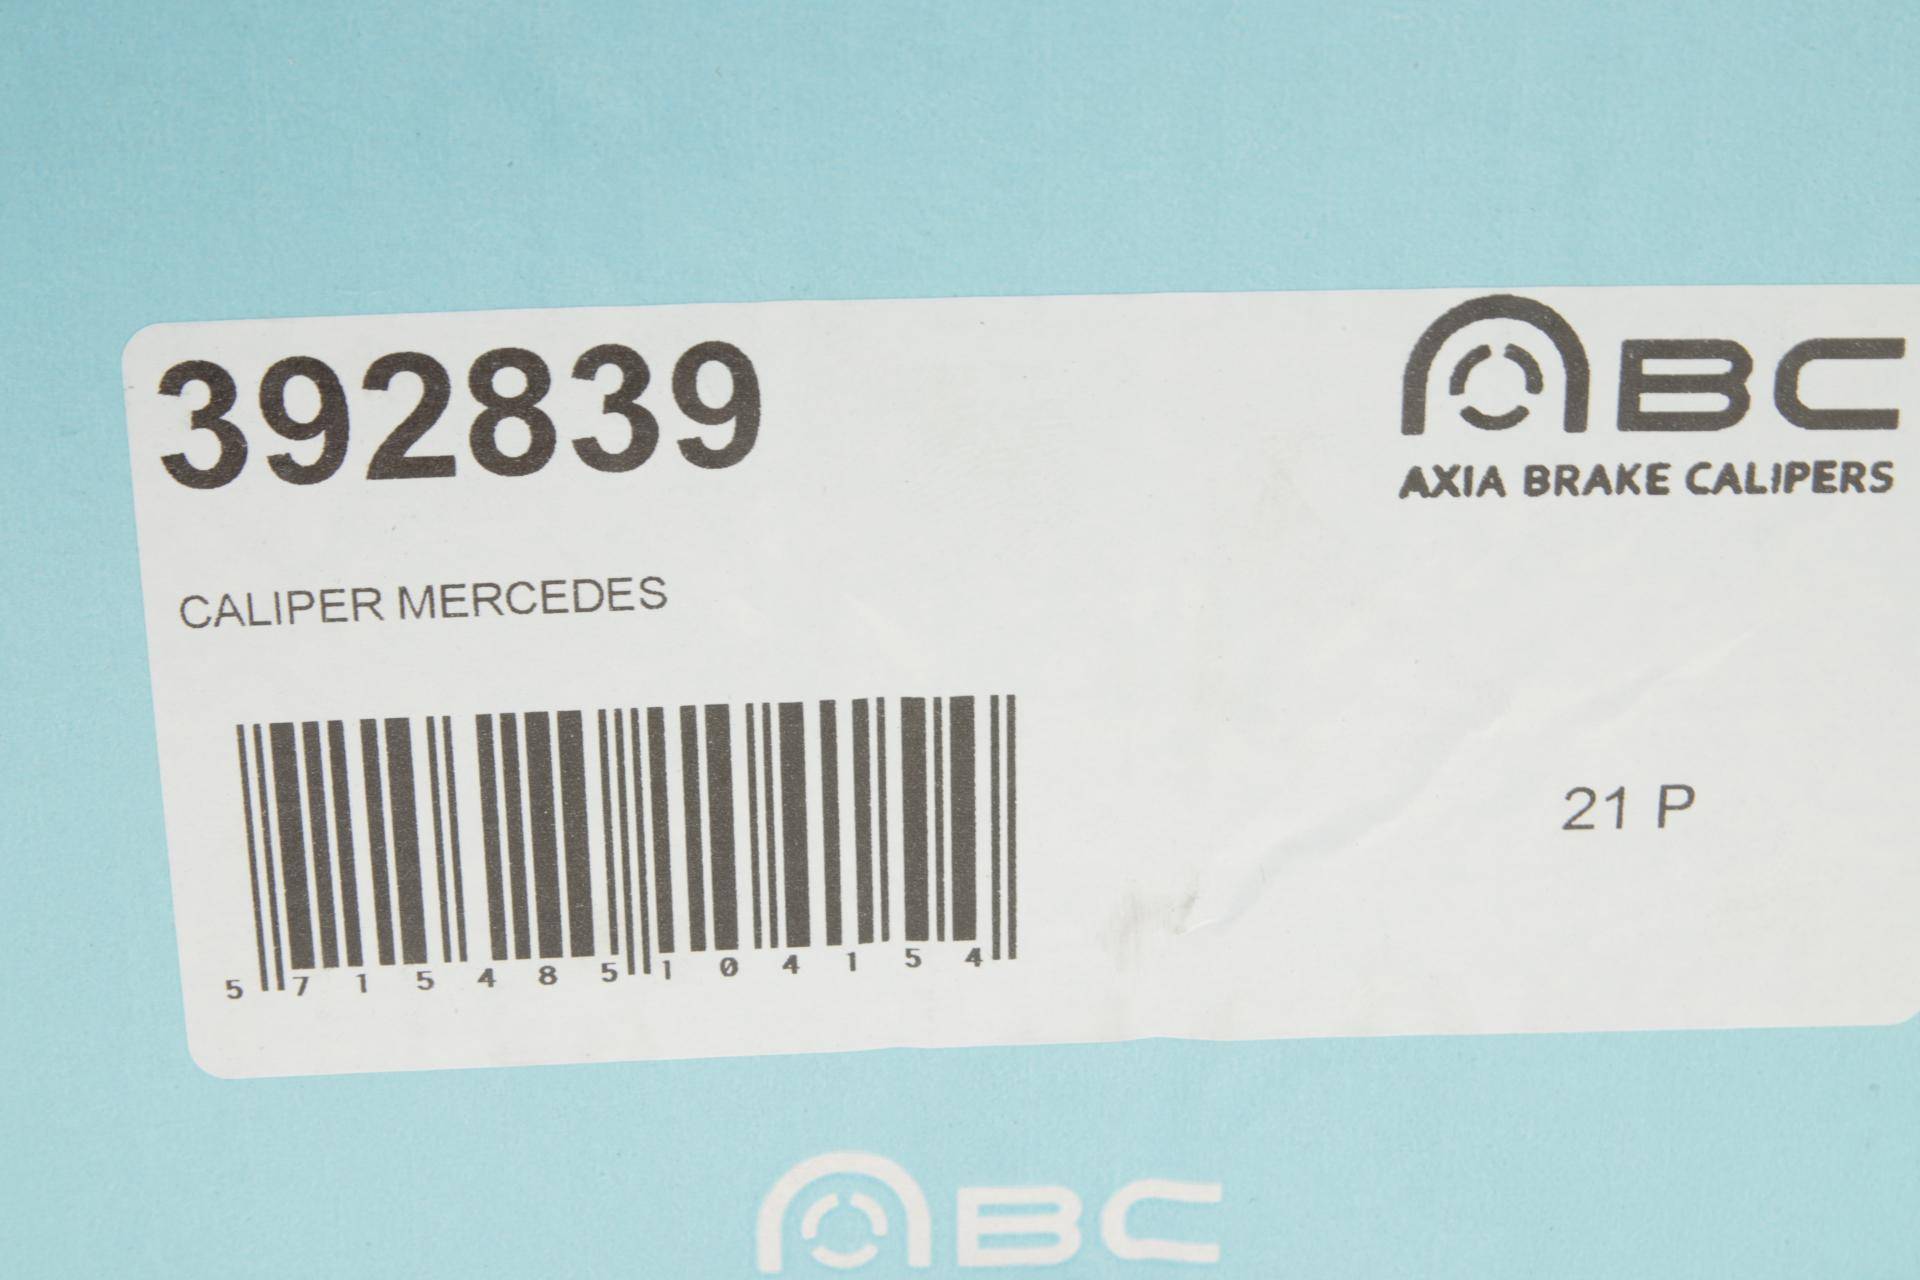 392839
ABC
AXIA BRAKE CALIPERS
CALIPER MERCEDES
21 P
5 715485 104154
ABC